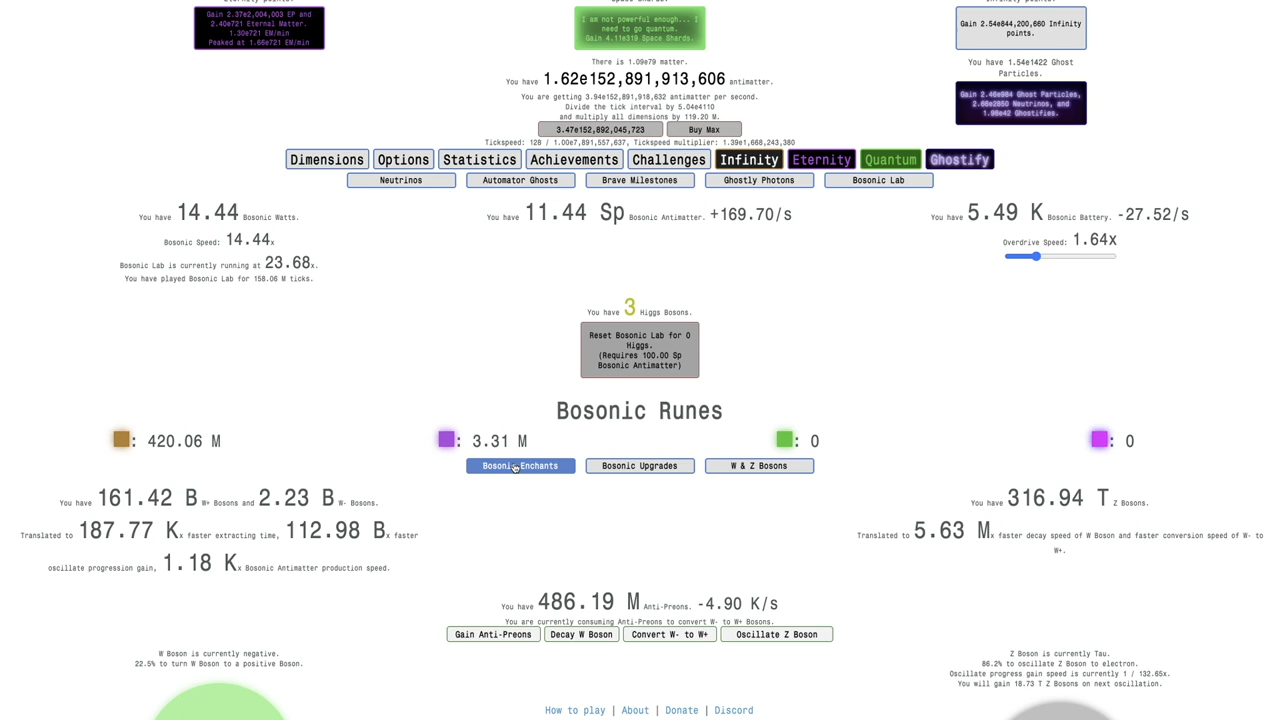 Gain 2.37e2,004,003 EP and
2.40e721 Eternal Matter.
1.30e721 EM/min
Peaked at 1.66e721 EM/min
I am not powerful enough... I
need to go quantum.
Gain 4.11e319 Space Shards.
Gain 2.54e844,200,660 Infinity
points.
There is 1.09e79 matter.
You have 1.62e152,891,913,606 antimatter.
You are getting 3.94e152,891,918,632 antimatter per second.
Divide the tick interval by 5.04e4110
and multiply all dimensions by 119.20 M.
You have 1.54e1422 Ghost
Particles.
Gain 2.46e984 Ghost Particles,
2.66e2850 Neutrinos, and
1.98e42 Ghostifies.
3.47e152,892,045,723
Buy Max
Tickspeed: 128 / 1.00e7,891,557,637, Tickspeed multiplier: 1.39e1,668,243,380
Dimensions
Options
Statistics
Achievements
Challenges
Infinity
Eternity
Quantum
Ghostify
Neutrinos
Automator Ghosts
Brave Milestones
Ghostly Photons
Bosonic Lab
You have 14.44 Bosonic Watts.
Bosonic Speed: 14.44x
Bosonic Lab is currently running at 23.68x.
You have played Bosonic Lab for 158.06 M ticks.
You have 11.44 Sp Bosonic Antimatter. +169.70/s
You have 5.49 K Bosonic Battery. -27.52/s
Overdrive Speed: 1.64x
You have 3 Higgs Bosons.
Reset Bosonic Lab for 0
Higgs.
(Requires 100.00 Sp
Bosonic Antimatter)
Bosonic Runes
: 420.06 M
: 3.31 M
: 0
: 0
Bosonic Enchants
Bosonic Upgrades
W & Z Bosons
You have 161.42 B W+ Bosons and 2.23 B W- Bosons.
Translated to 187.77 Kx faster extracting time, 112.98 Bx faster
oscillate progression gain, 1.18 Kx Bosonic Antimatter production speed.
You have 316.94 T Z Bosons.
Translated to 5.63 Mx faster decay speed of W Boson and faster conversion speed of W- to
W+.
You have 486.19 M Anti-Preons. -4.90 K/s
You are currently consuming Anti-Preons to convert W- to W+ Bosons.
Gain Anti-Preons
Decay W Boson
Convert W- to W+
Oscillate Z Boson
W Boson is currently negative.
22.5% to turn W Boson to a positive Boson.
Z Boson is currently Tau.
86.2% to oscillate Z Boson to electron.
Oscillate progress gain speed is currently 1 / 132.65x.
You will gain 18.73 T Z Bosons on next oscillation.
How to play | About | Donate | Discord